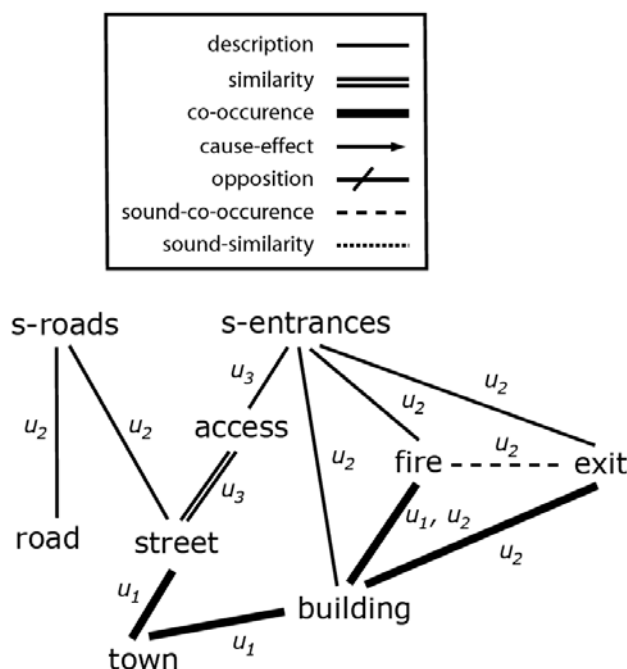 description
similarity
co-occurence
cause-effect
opposition
sound-co-occurence
sound-similarity
s-roads
s-entrances
u3
u2
u2
u2
u2
access
u2
u2
fire
exit
u3
road
street
u1, u2
u2
u1
building
u1
town